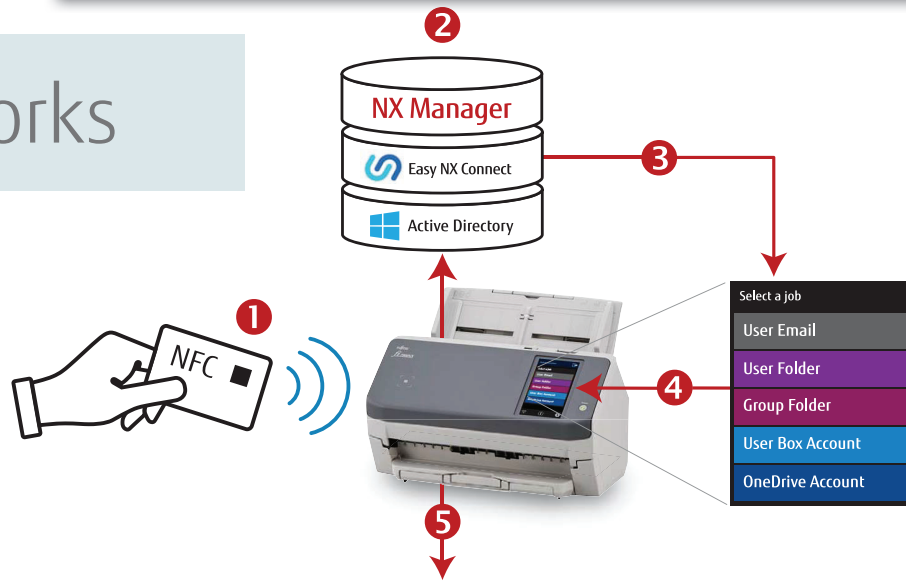 2
orks
NX Manager
Easy NX Connect
Active Directory
3
1
NFC
Select a job
User Email
User Folder
Group Folder
User Box Account
OneDrive Account
4
FUJITSU
5